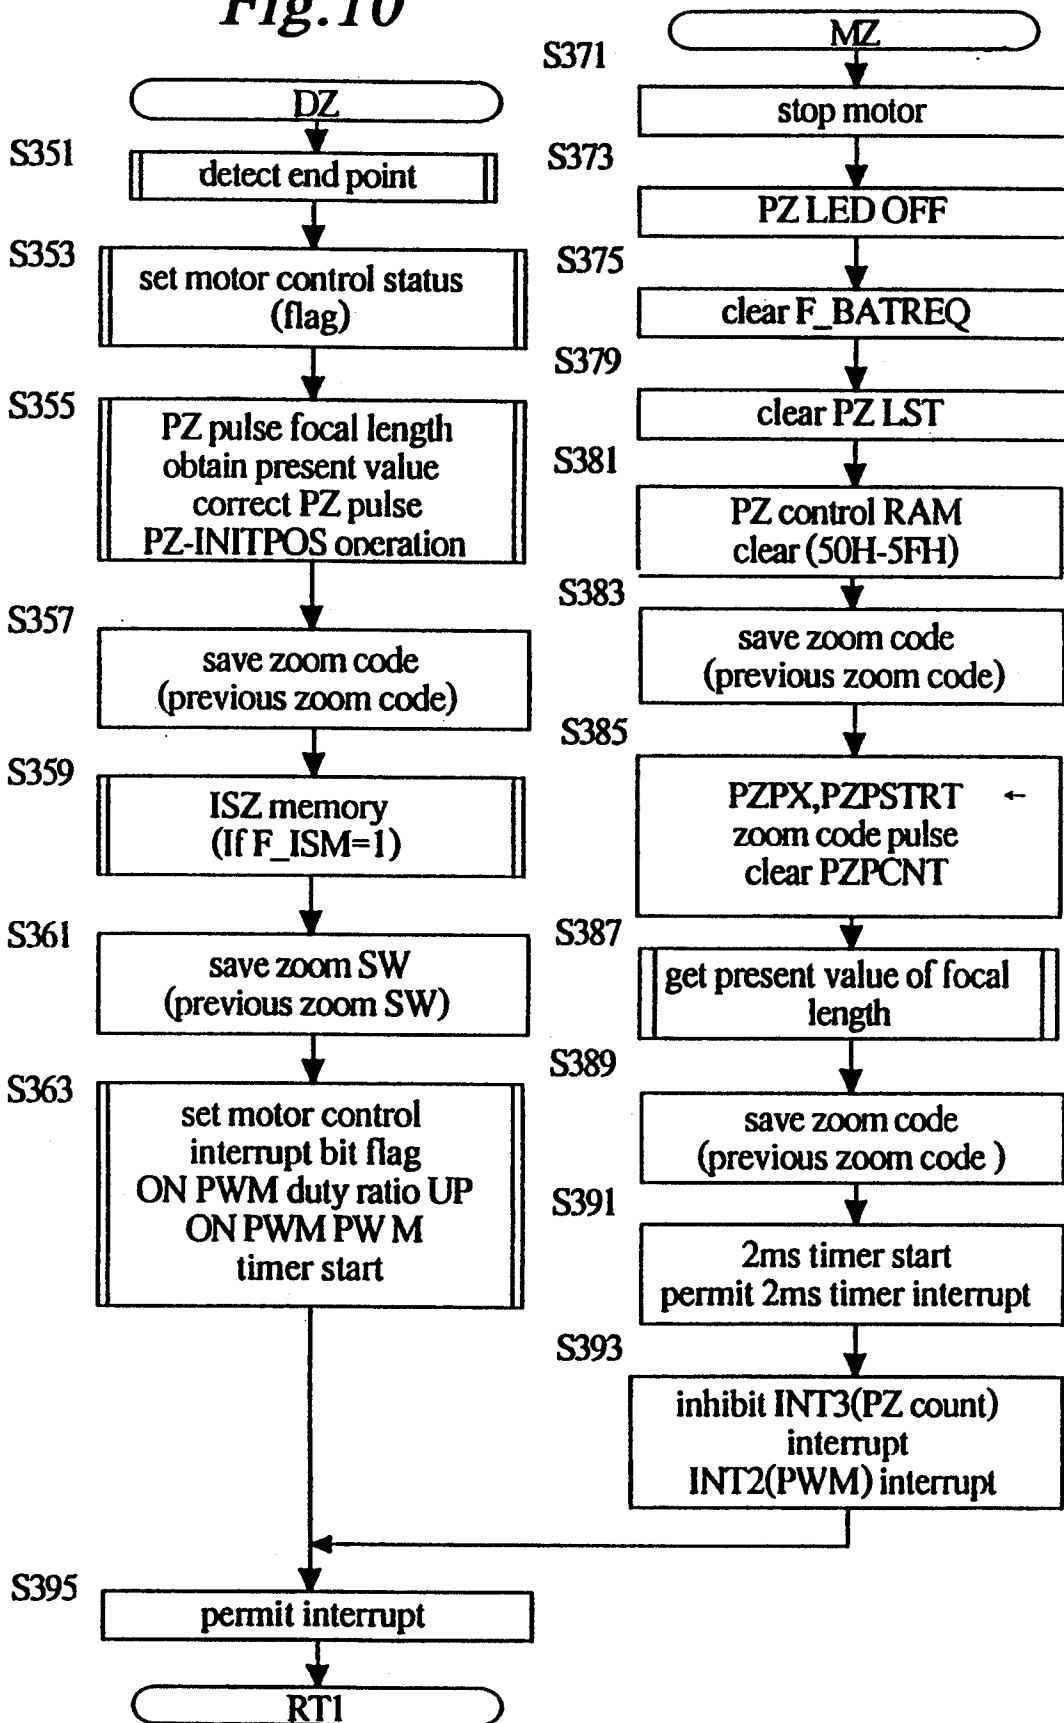 Fig.10
DZ
S351
detect end point
S353
set motor control status
(flag)
S355
PZ pulse focal length
obtain present value
correct PZ pulse
PZ-INITPOS operation
S357
save zoom code
(previous zoom code)
S359
ISZ memory
(If F_ISM=1)
S361
save zoom SW
(previous zoom SW)
S363
set motor control
interrupt bit flag
ON PWM duty ratio UP
ON PWM PW M
timer start
MZ
S371
stop motor
S373
PZ LED OFF
S375
clear F_BATREQ
S379
clear PZ LST
S381
PZ control RAM
clear (50H-5FH)
S383
save zoom code
(previous zoom code)
S385
PZPX,PZPSTRT ←
zoom code pulse
clear PZPCNT
S387
get present value of focal
length
S389
save zoom code
(previous zoom code )
S391
2ms timer start
permit 2ms timer interrupt
S393
inhibit INT3(PZ count)
interrupt
INT2(PWM) interrupt
S395
permit interrupt
RT1